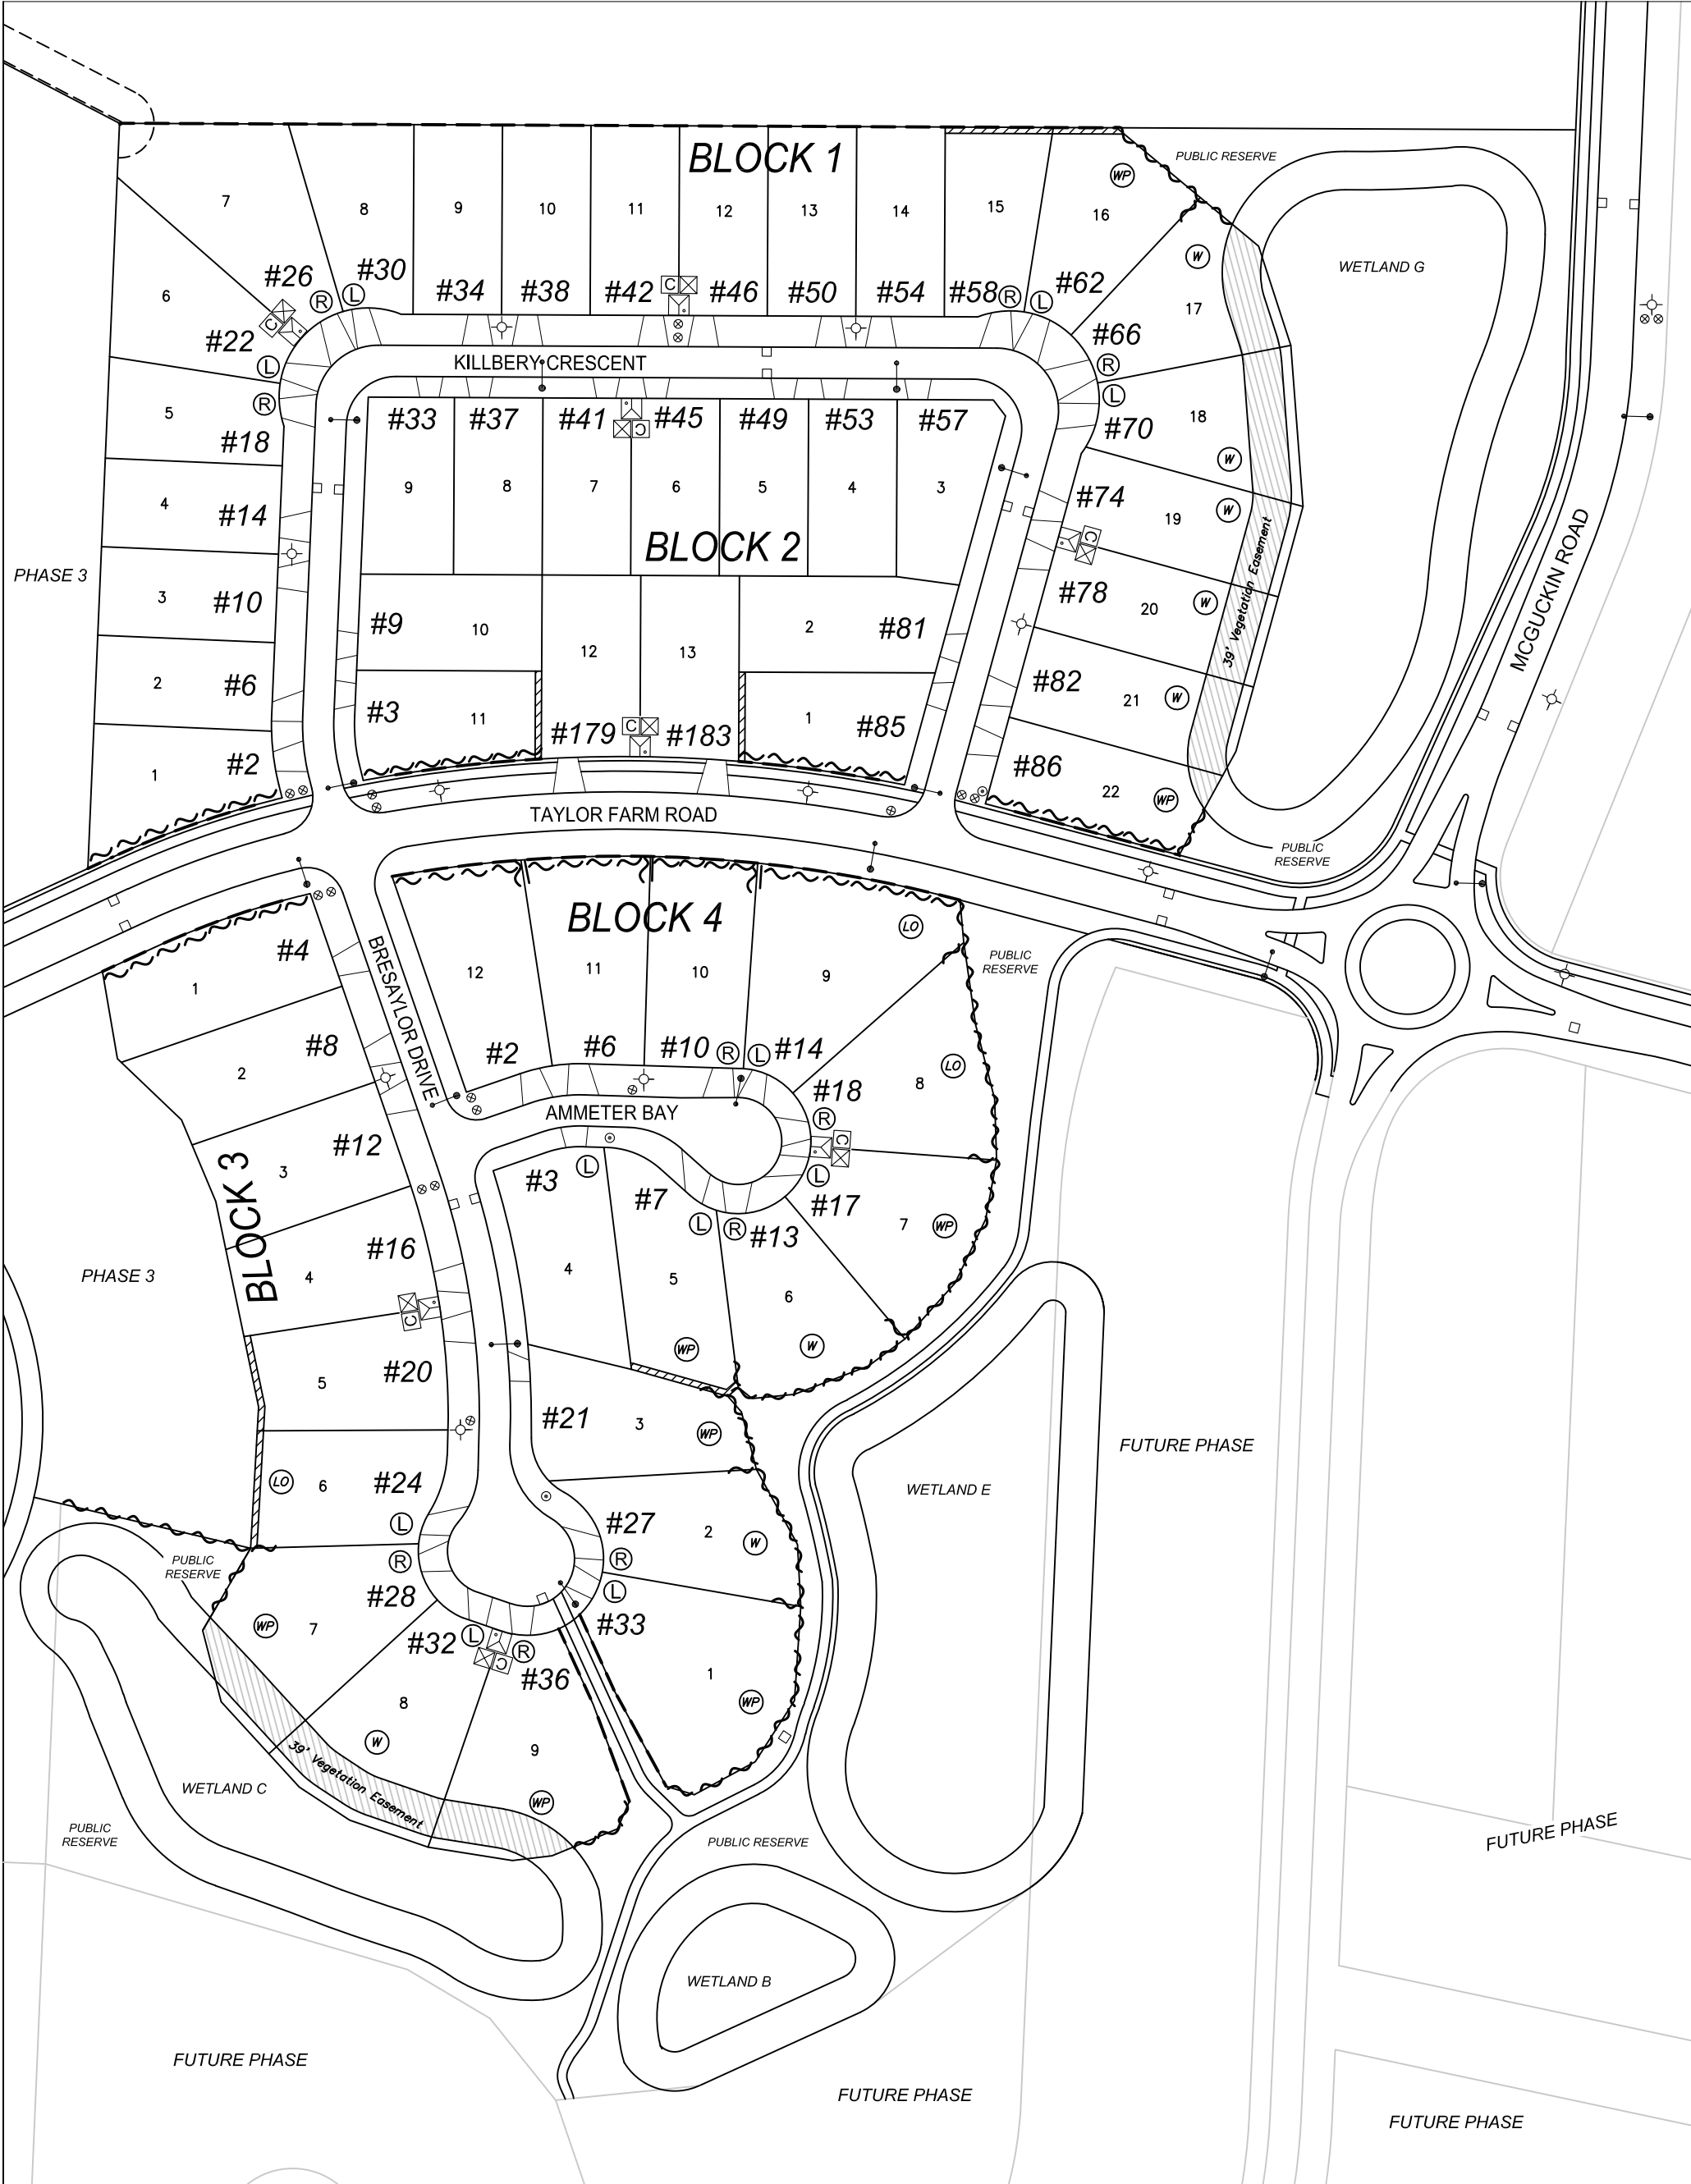 BLOCK 1
PUBLIC RESERVE
WP
7
8
9
10
11
12
13
14
15
16
W
WETLAND G
#26
#30
#34
#38
#42
C
#46
#50
#54
#58
R
L
#62
R
L
6
C
17
#22
#66
KILLBERY CRESCENT
L
R
R
L
5
#18
#33
#37
#41
C
#45
#49
#53
#57
#70
18
W
4
#14
9
8
7
6
5
4
3
#74
19
W
C
BLOCK 2
PHASE 3
MCGUCKIN ROAD
39' Vegetation Easement
3
#10
#9
10
12
13
2
#81
#78
20
W
2
#6
#3
11
#179
C
#183
1
#85
#82
21
W
1
#2
#86
22
WP
TAYLOR FARM ROAD
PUBLIC
RESERVE
BLOCK 4
LO
#4
1
BRESAYLOR DRIVE
12
11
10
9
PUBLIC
RESERVE
#8
2
#2
#6
#10
R
L
#14
#18
8
LO
AMMETER BAY
R
C
#12
3
BLOCK 3
#3
L
#7
L
R
#13
L
#17
7
WP
#16
4
C
PHASE 3
4
5
6
WP
W
#20
5
#21
3
WP
FUTURE PHASE
LO
6
#24
WETLAND E
L
R
#27
2
W
R
L
PUBLIC
RESERVE
#28
WP
7
#32
L
C
R
#36
#33
1
WP
8
W
9
39' Vegetation Easement
WETLAND C
WP
PUBLIC
RESERVE
PUBLIC RESERVE
FUTURE PHASE
WETLAND B
FUTURE PHASE
FUTURE PHASE
FUTURE PHASE